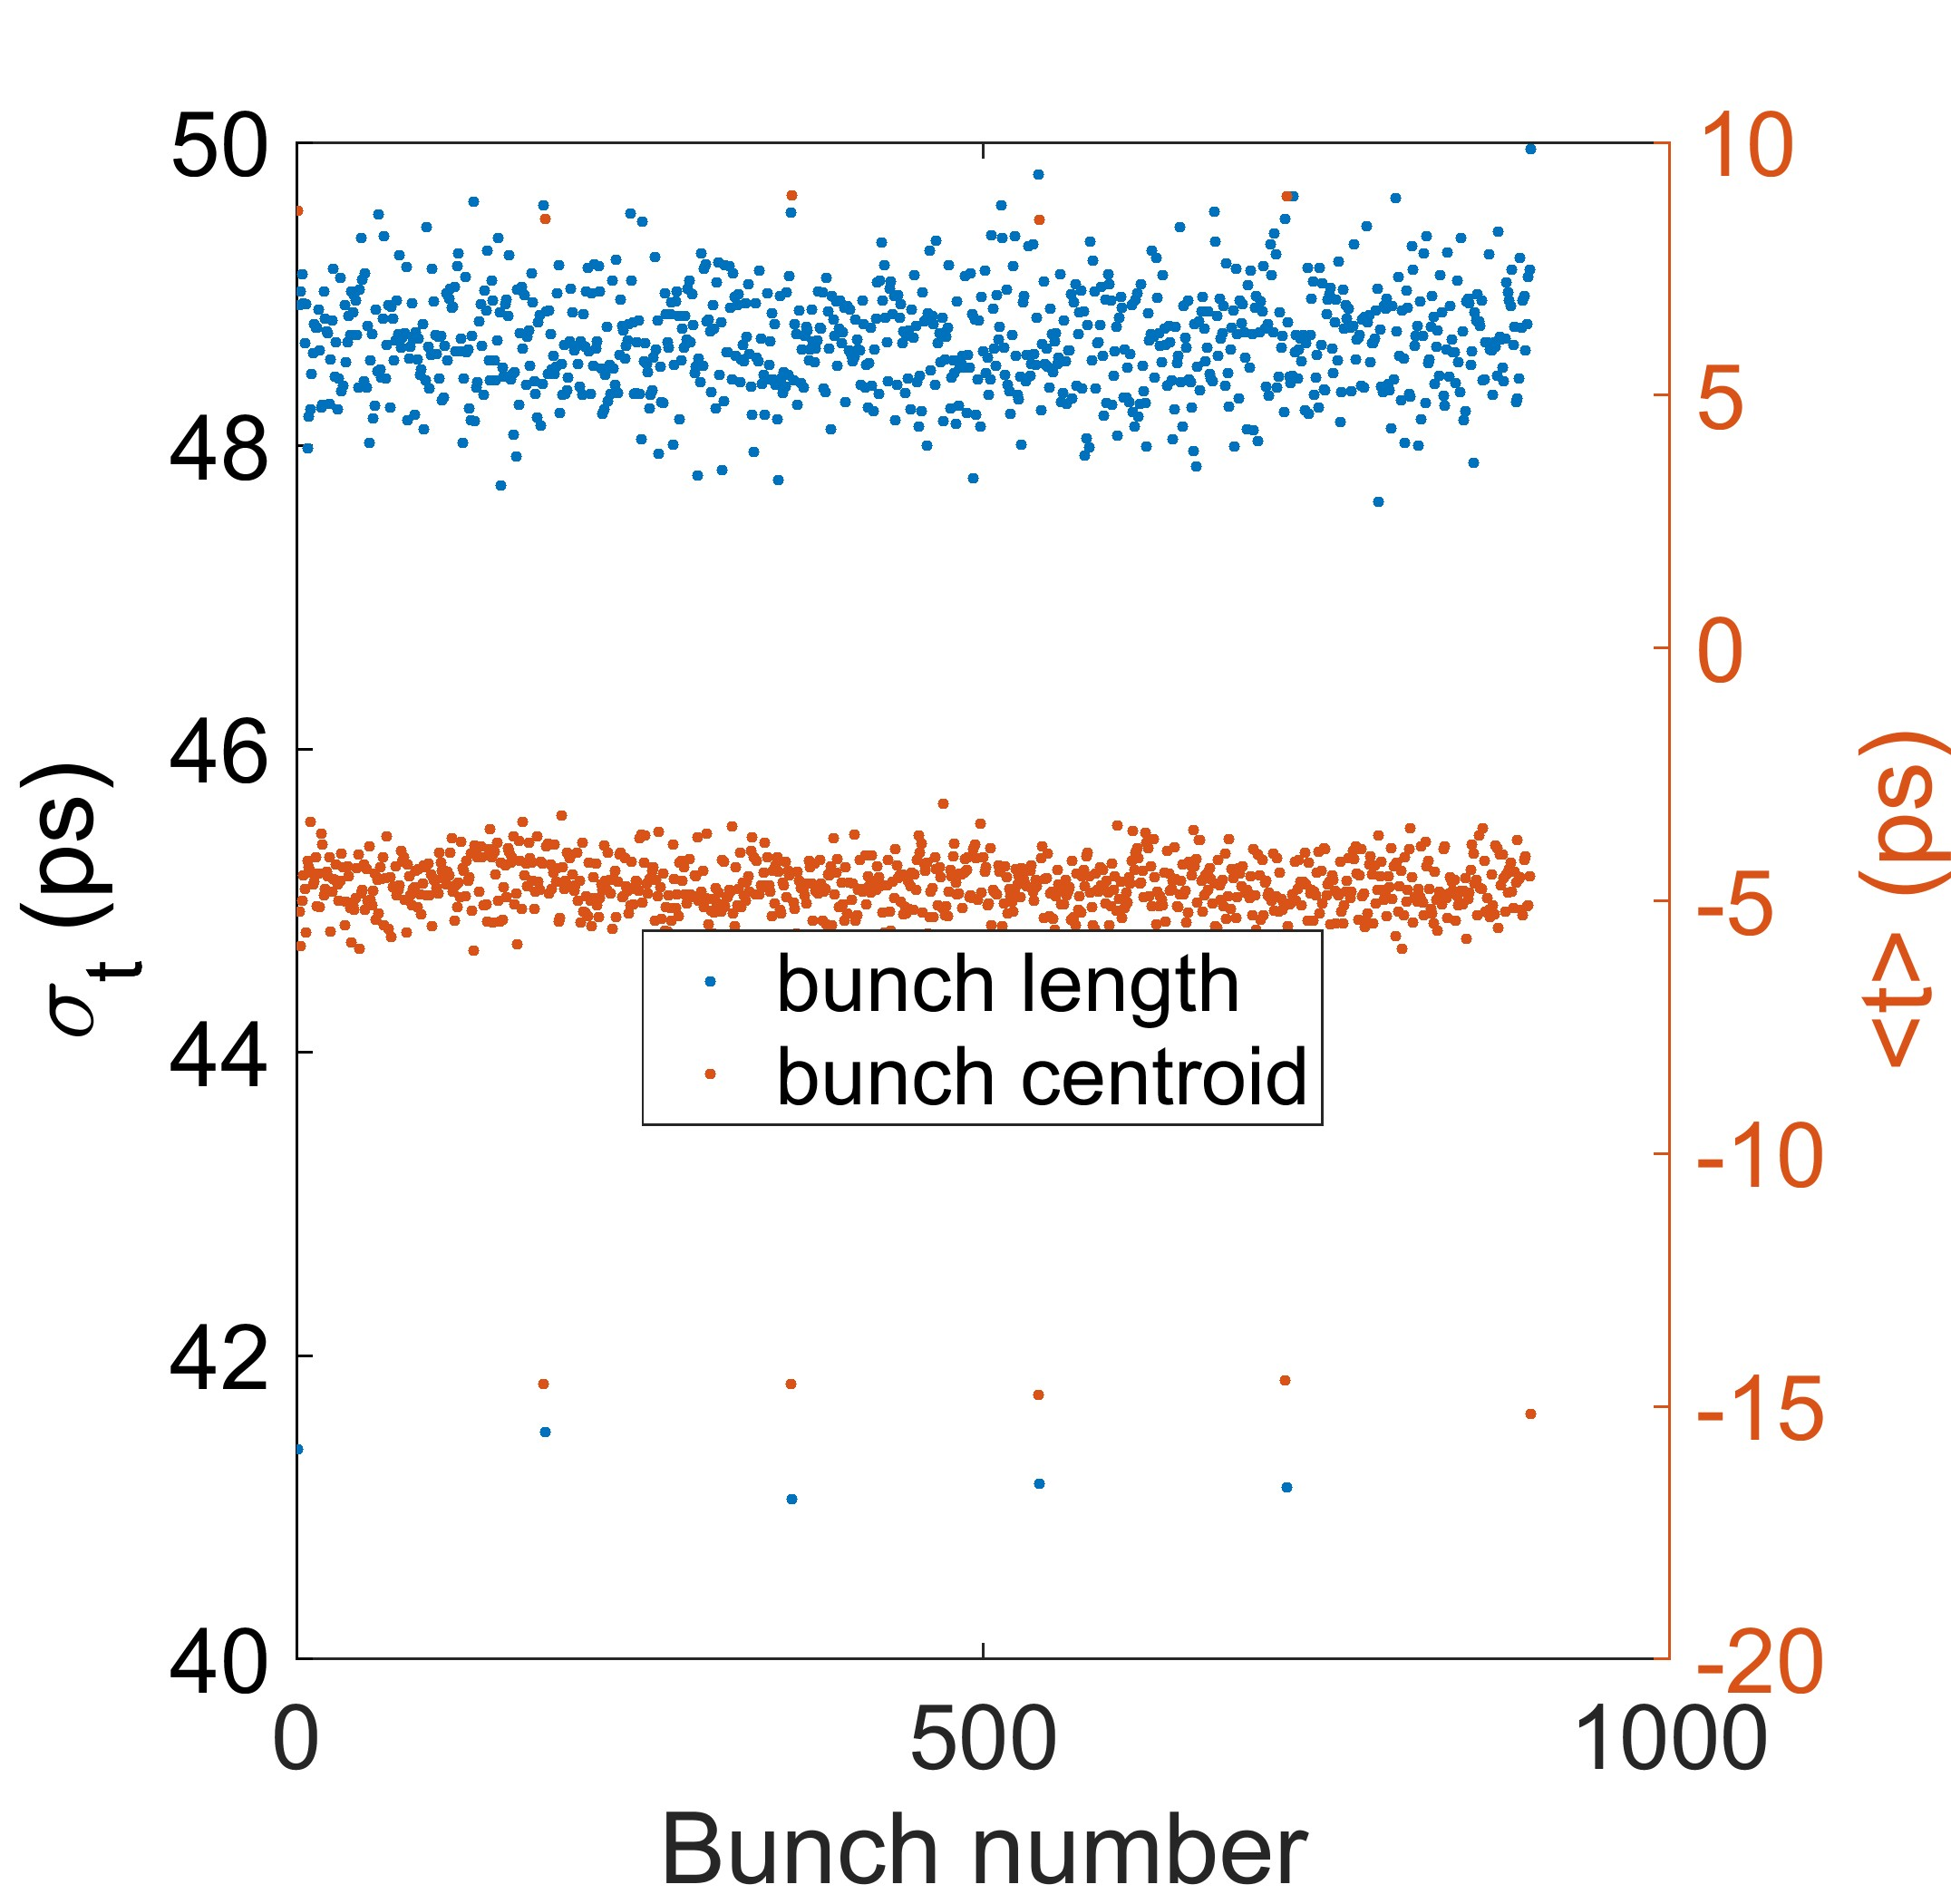 50
48
46
44
42
40
σt (ps)
10
5
0
-5
-10
-15
-20
<t> (ps)
bunch length
bunch centroid
0 500 1000
Bunch number